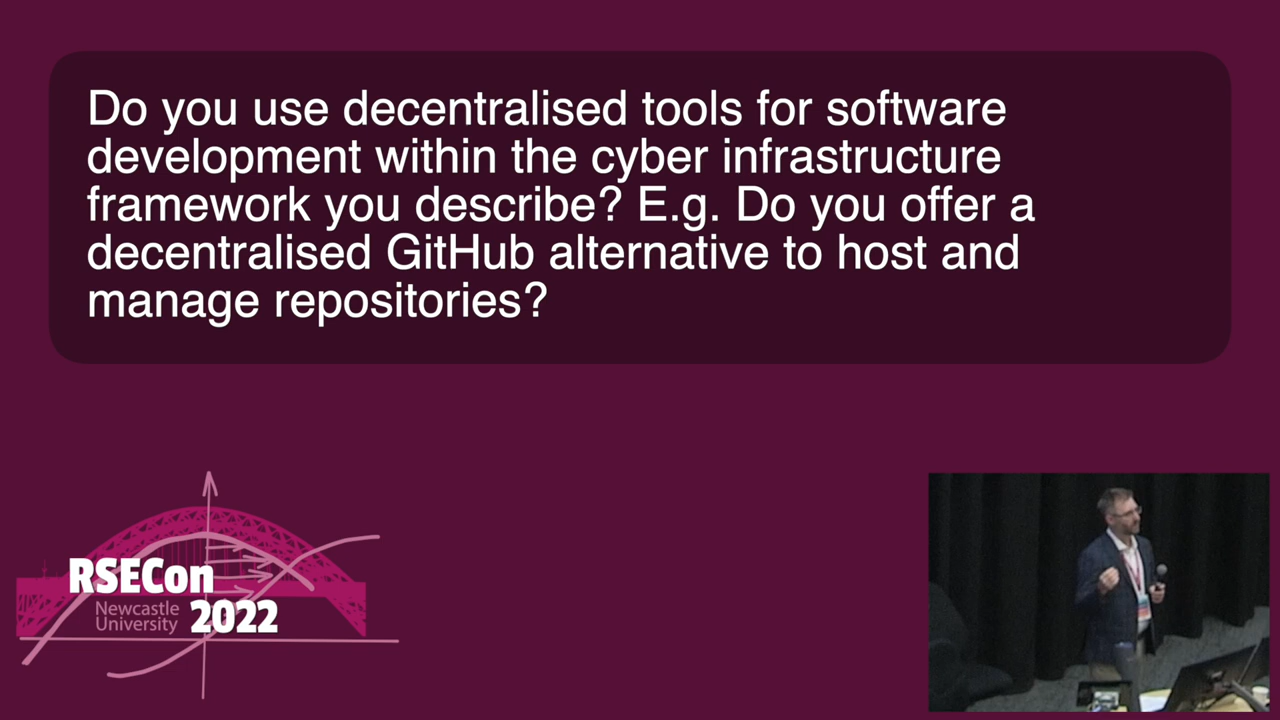 Do you use decentralised tools for software
development within the cyber infrastructure
framework you describe? E.g. Do you offer a
decentralised GitHub alternative to host and
manage repositories?
RSECon
Newcastle
University 2022